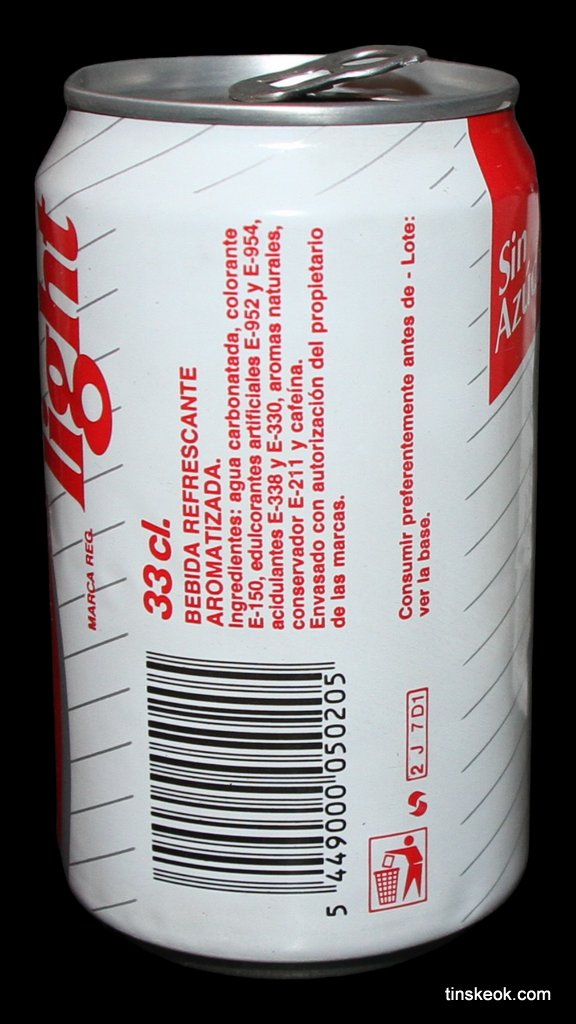 light
MARCA REG.
33 cl.
BEBIDA REFRESCANTE
AROMATIZADA.
Ingredientes: agua carbonatada, colorante
E-150, edulcorantes artificiales E-952 y E-954,
acidulantes E-338 y E-330, aromas naturales,
conservador E-211 y cafeína.
Envasado con autorización del propietario
de las marcas.
Consumir preferentemente antes de - Lote:
ver la base.
5 449000 050205
2 J 7 D1
Sin
tinskeok.com